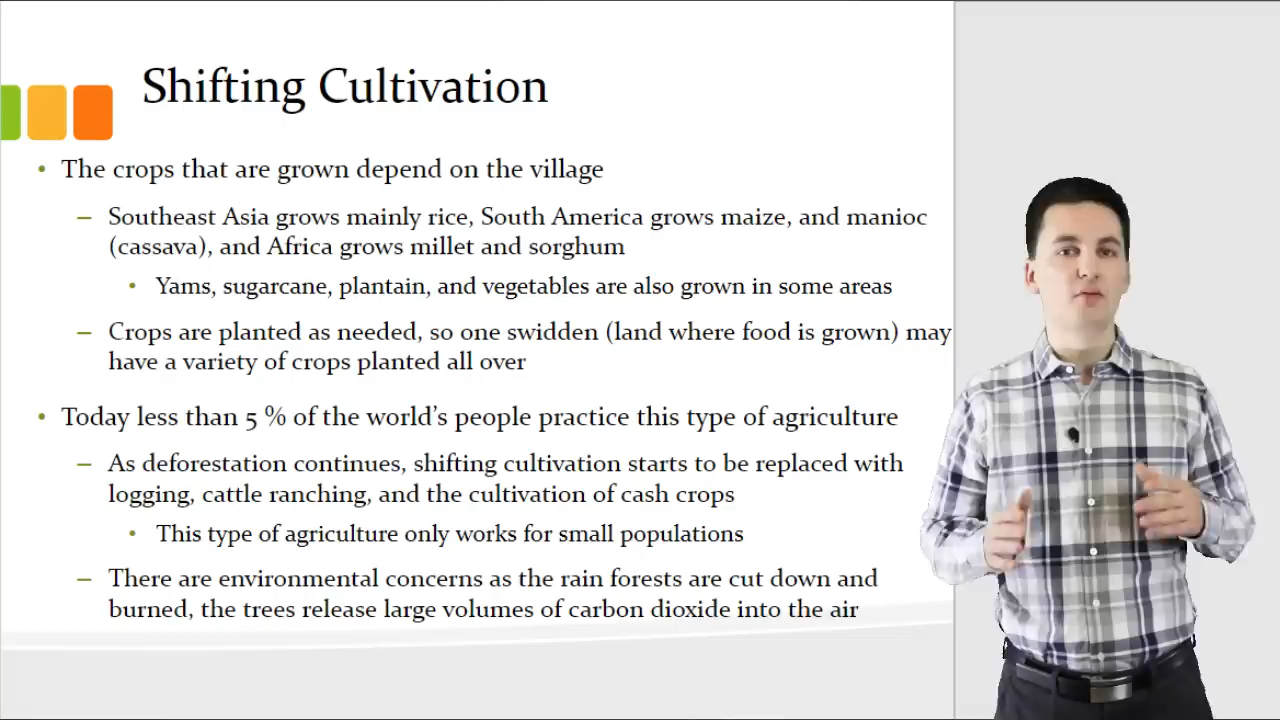 Shifting Cultivation
• The crops that are grown depend on the village
– Southeast Asia grows mainly rice, South America grows maize, and manioc
(cassava), and Africa grows millet and sorghum
• Yams, sugarcane, plantain, and vegetables are also grown in some areas
– Crops are planted as needed, so one swidden (land where food is grown) may
have a variety of crops planted all over
• Today less than 5 % of the world's people practice this type of agriculture
– As deforestation continues, shifting cultivation starts to be replaced with
logging, cattle ranching, and the cultivation of cash crops
• This type of agriculture only works for small populations
– There are environmental concerns as the rain forests are cut down and
burned, the trees release large volumes of carbon dioxide into the air